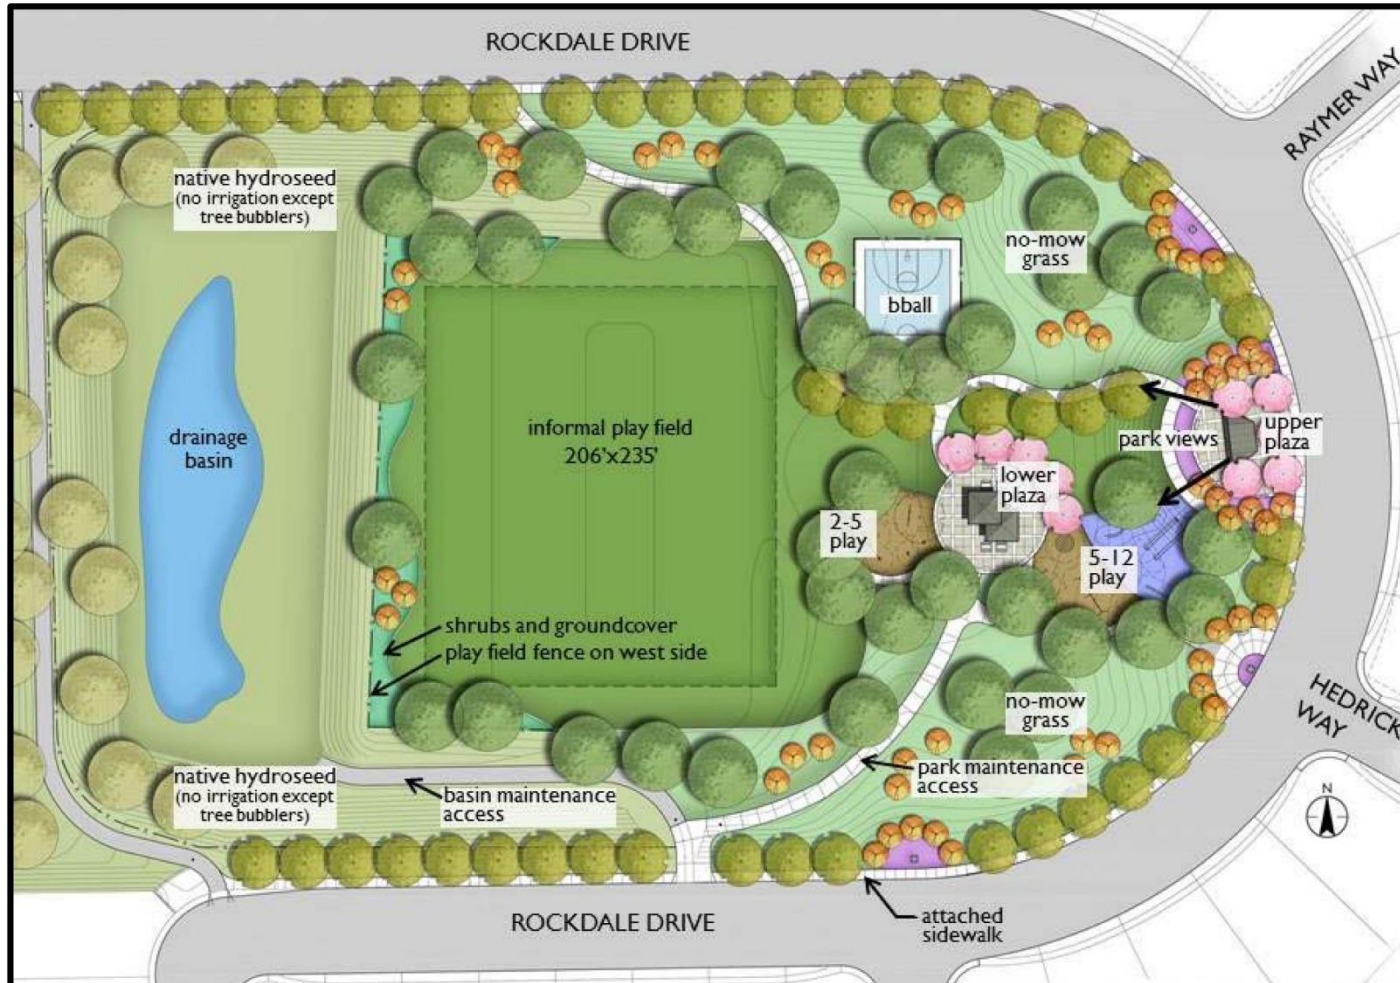 ROCKDALE DRIVE
RAYMER WAY
native hydroseed
(no irrigation except
tree bubblers)
no-mow
grass
bball
drainage
basin
informal play field
206'x235'
park views
upper
plaza
lower
plaza
2-5
play
5-12
play
shrubs and groundcover
play field fence on west side
no-mow
grass
HEDRICK
WAY
native hydroseed
(no irrigation except
tree bubblers)
basin maintenance
access
park maintenance
access
N
ROCKDALE DRIVE
attached
sidewalk